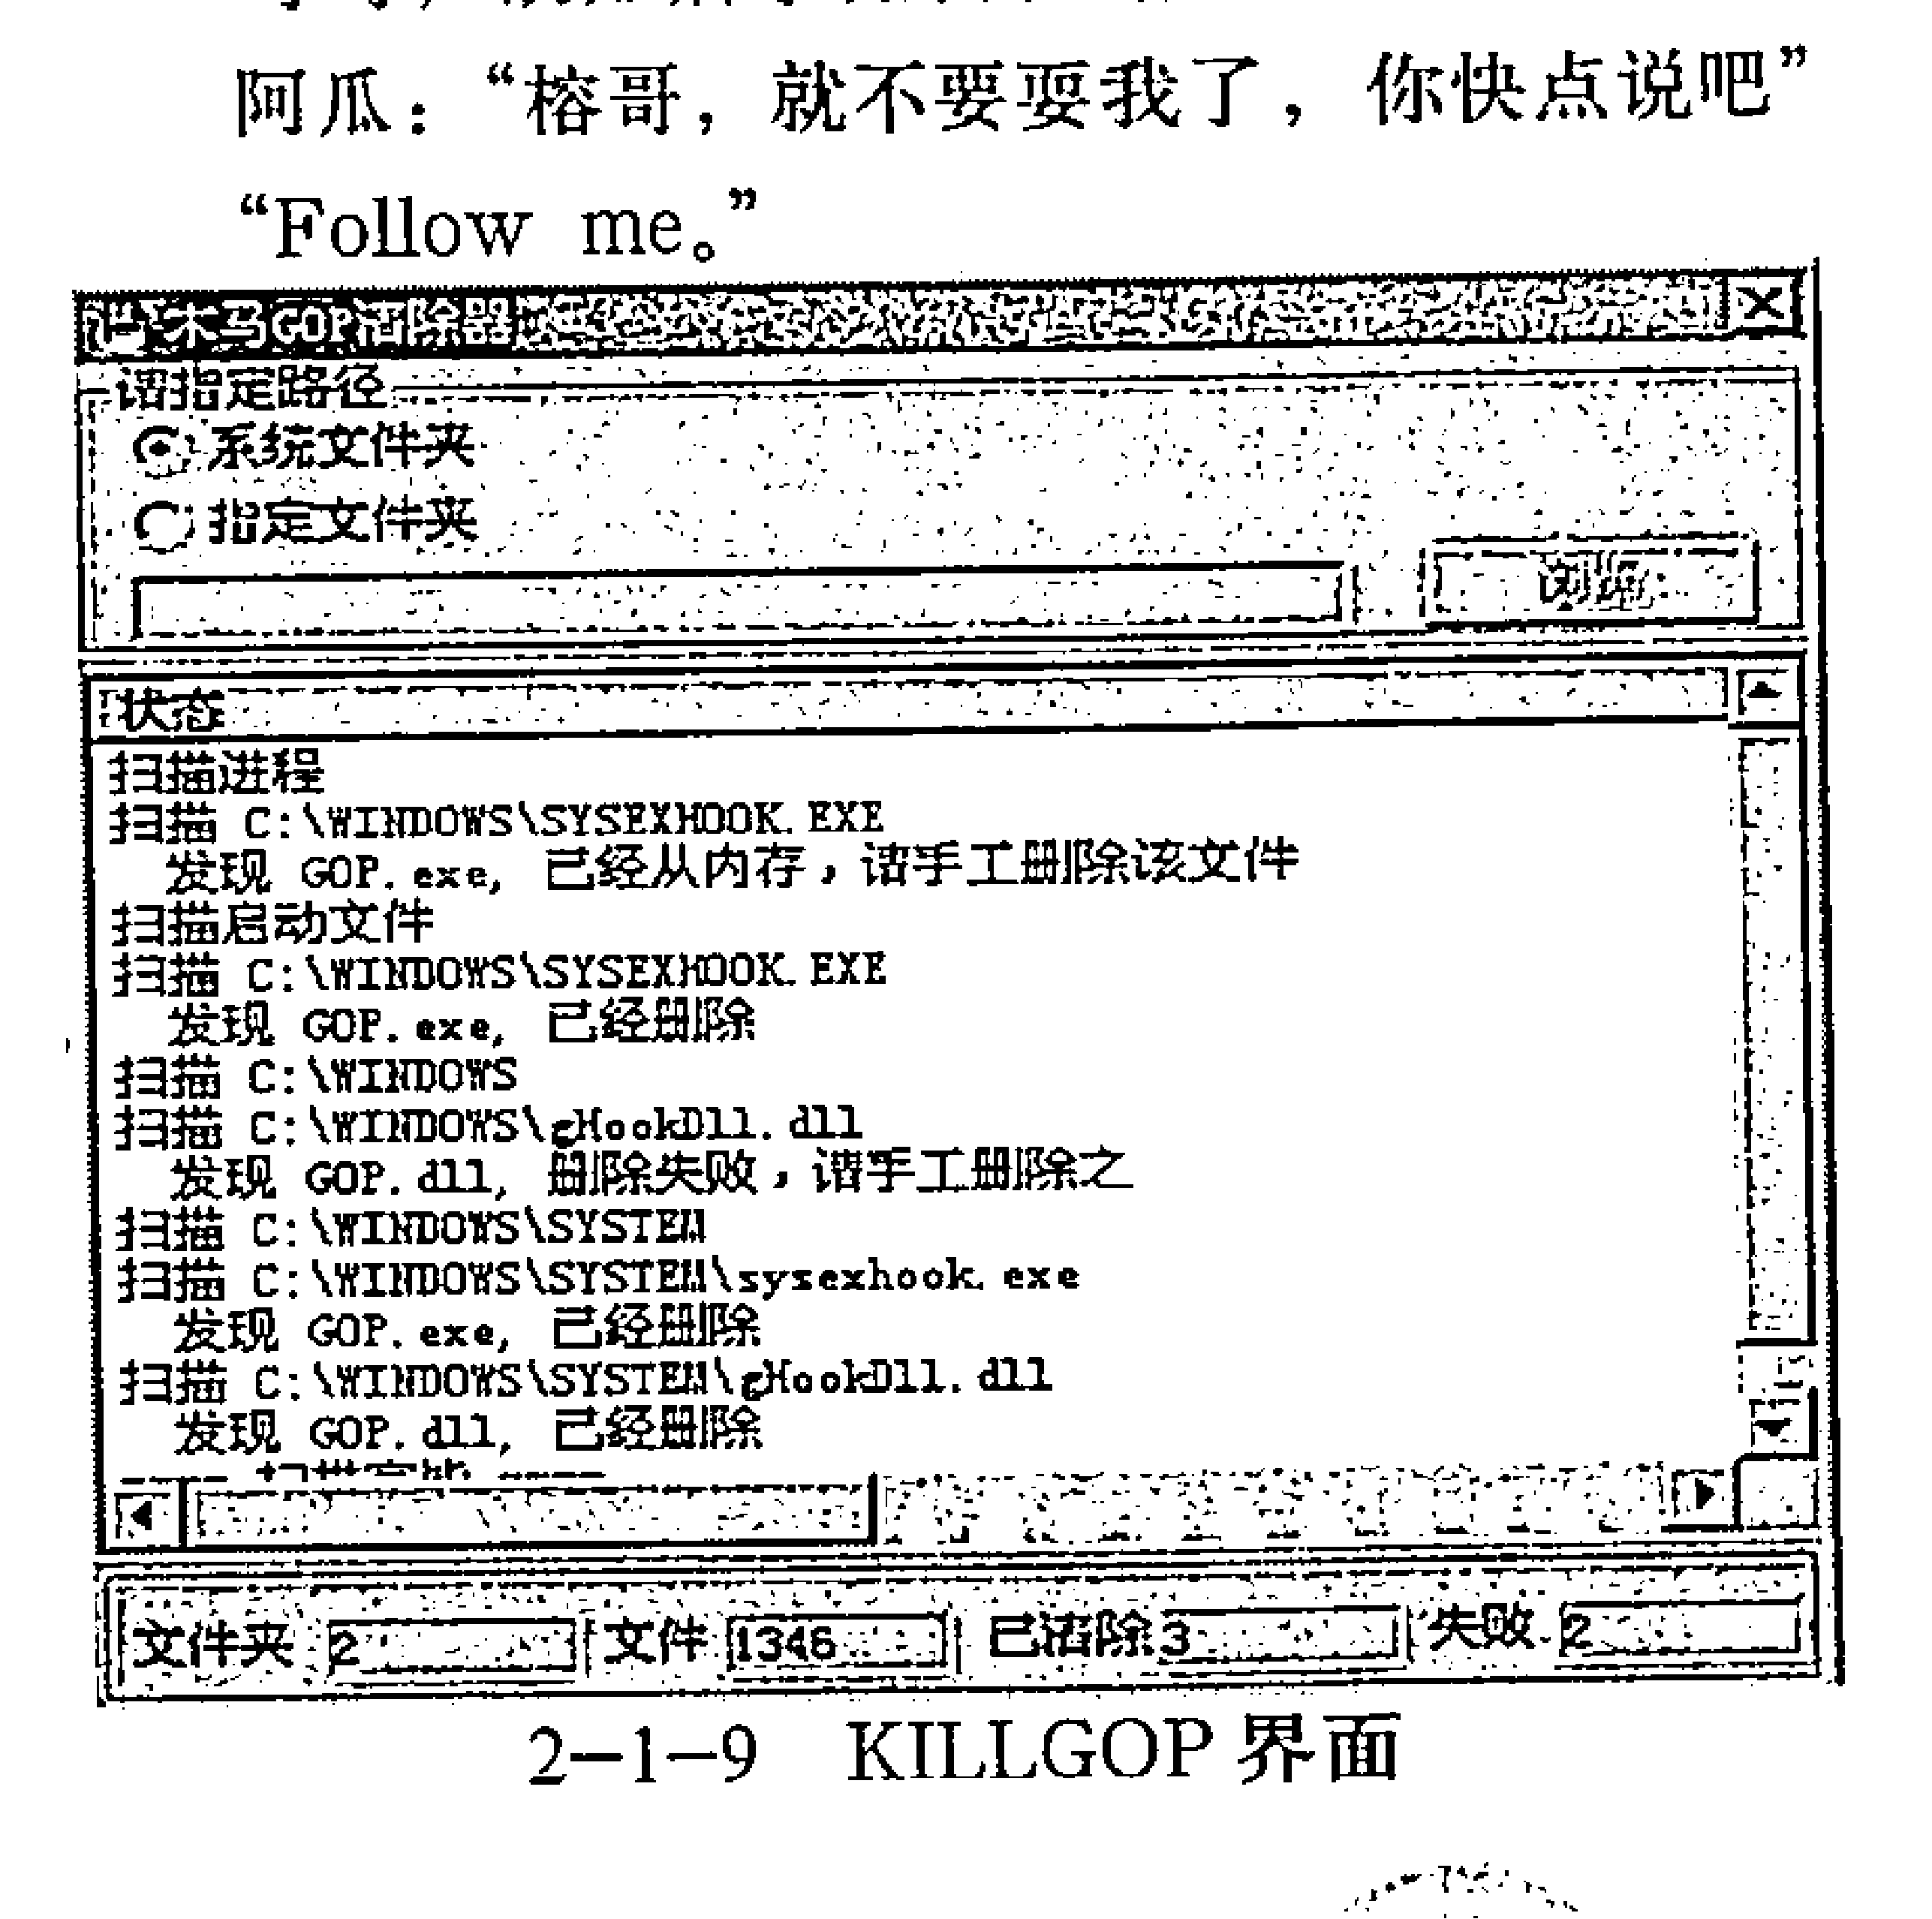 阿瓜：“榕哥，就不要耍我了，你快点说吧”
“Follow me。”
木马GOP清除器
请指定路径
系统文件夹
指定文件夹
浏览
状态
扫描进程
扫描 C:\WINDOWS\SYSEXHOOK.EXE
发现 GOP.exe, 已经从内存，请手工删除该文件
扫描启动文件
扫描 C:\WINDOWS\SYSEXHOOK.EXE
发现 GOP.exe, 已经删除
扫描 C:\WINDOWS
扫描 C:\WINDOWS\gHookDll.dll
发现 GOP.dll, 删除失败，请手工删除之
扫描 C:\WINDOWS\SYSTEM
扫描 C:\WINDOWS\SYSTEM\sysexhook.exe
发现 GOP.exe, 已经删除
扫描 C:\WINDOWS\SYSTEM\gHookDll.dll
发现 GOP.dll, 已经删除
文件夹 2 文件 1346 已清除 3 失败 2
2-1-9 KILLGOP 界面